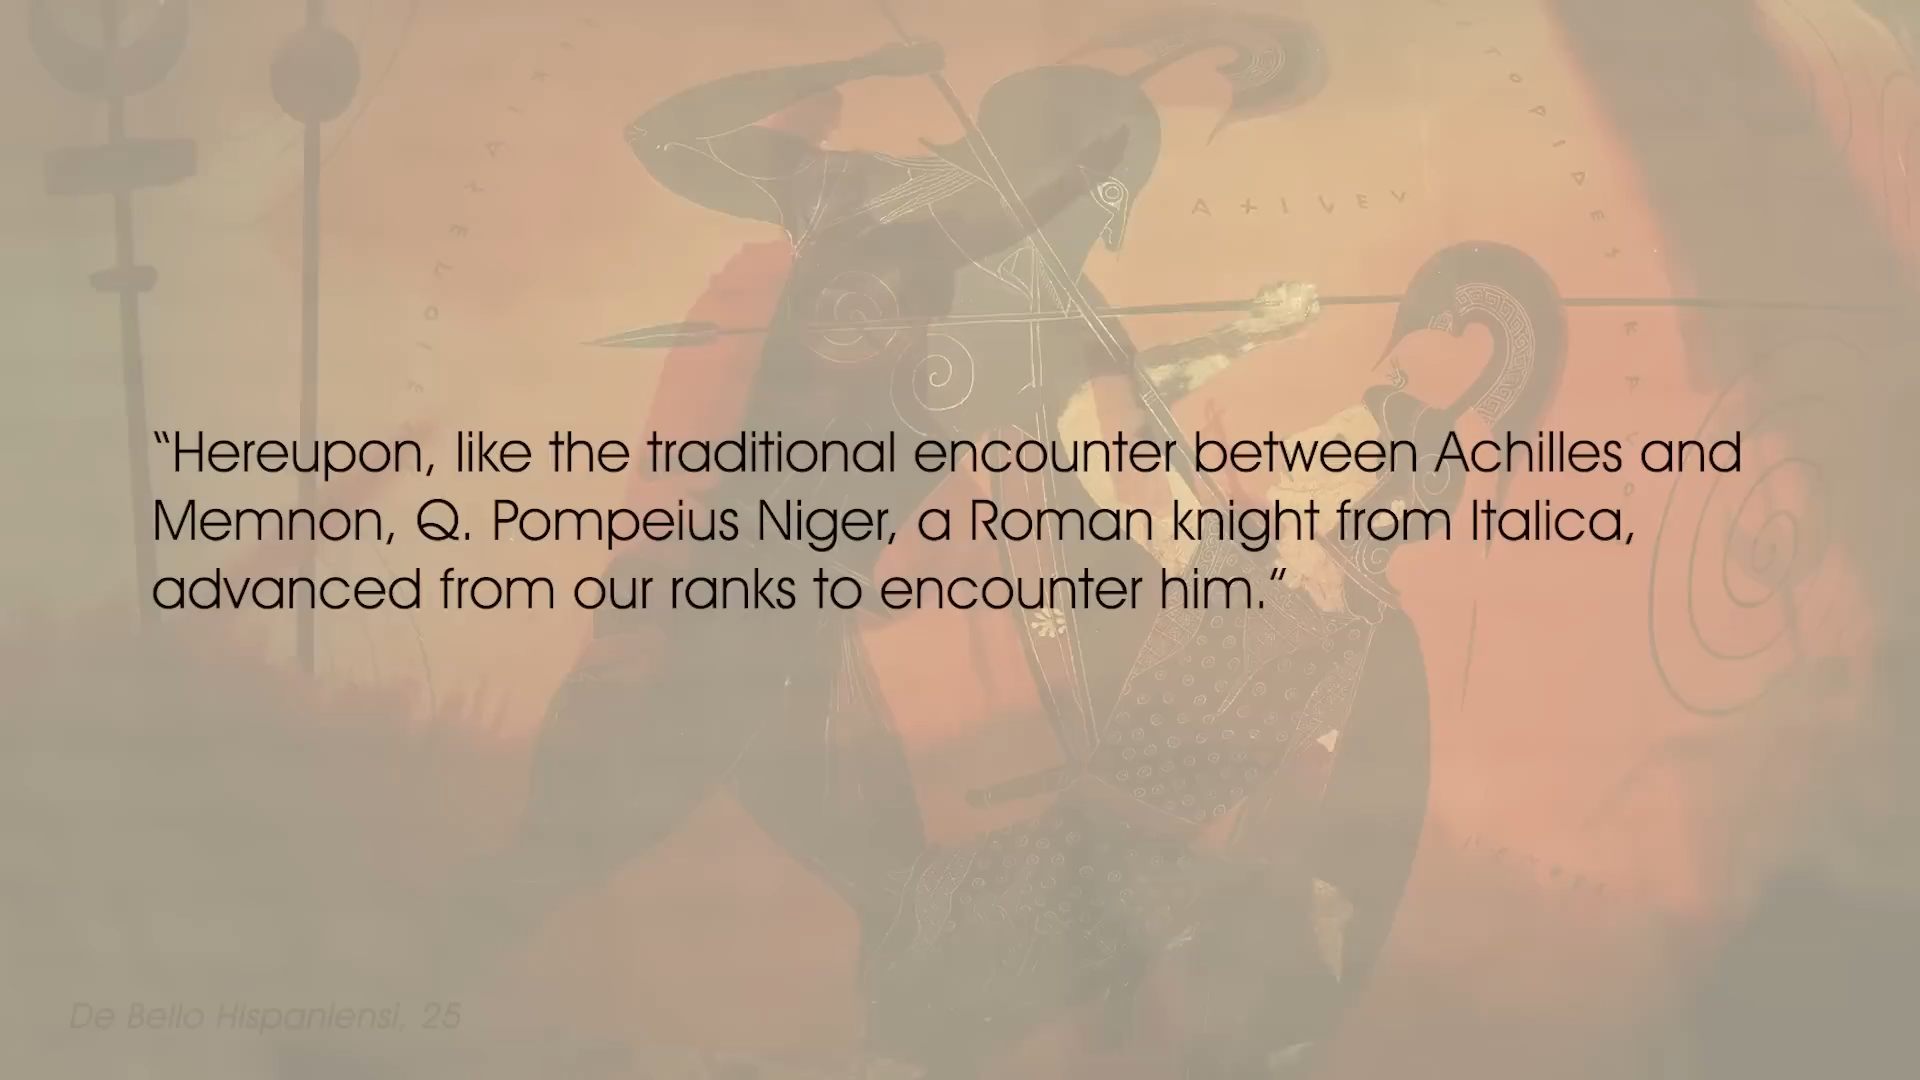 “Hereupon, like the traditional encounter between Achilles and
Memnon, Q. Pompeius Niger, a Roman knight from Italica,
advanced from our ranks to encounter him.”
De Bello Hispaniensi, 25